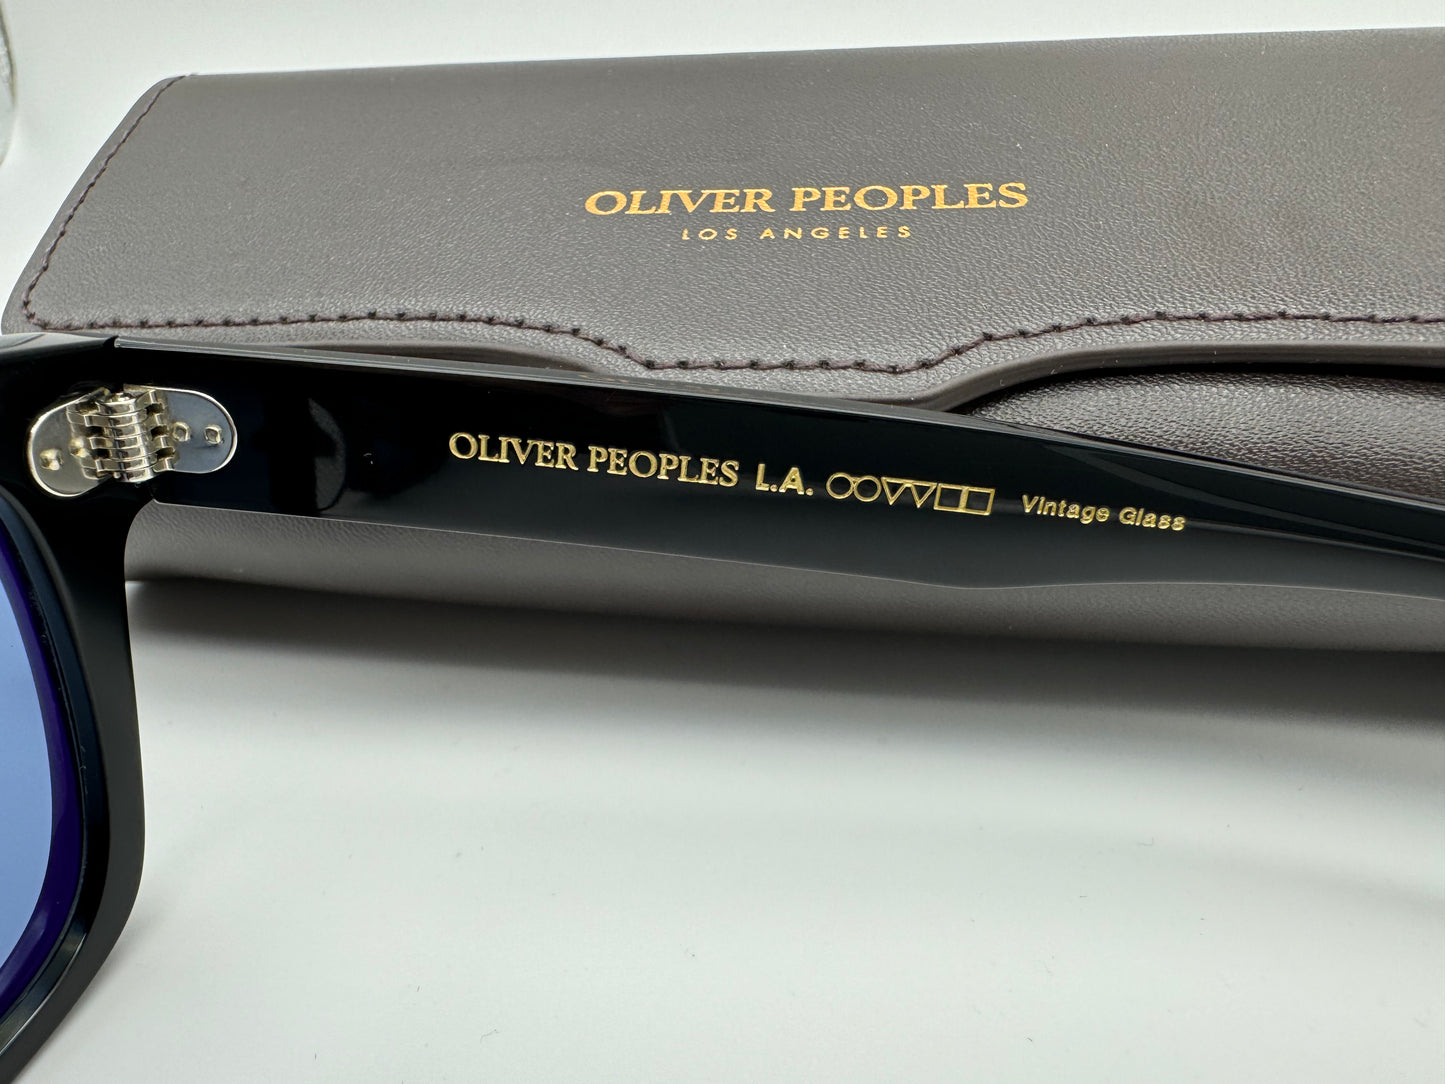 OLIVER PEOPLES
LOS ANGELES
OLIVER PEOPLES L.A. Vintage Glass